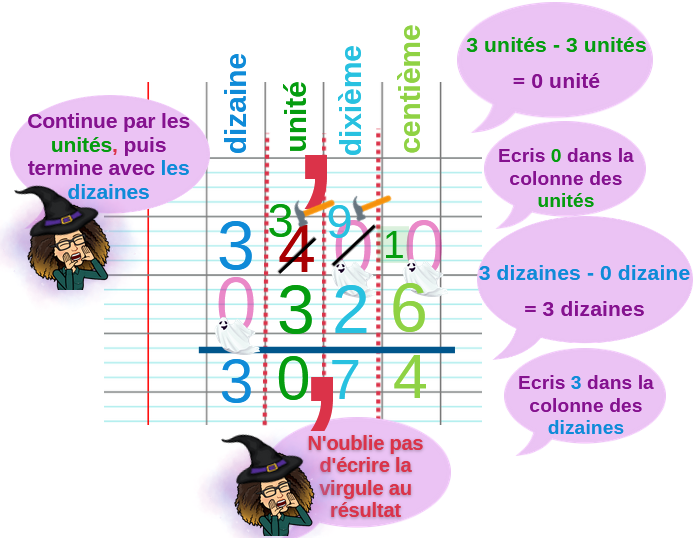 dizaine unité dixième centième
3 unités - 3 unités
= 0 unité
Continue par les
unités, puis
termine avec les
dizaines
Ecris 0 dans la
colonne des
unités
,
3 9
3 4 0 10
3 dizaines - 0 dizaine
= 3 dizaines
0 3 2 6
3 0, 7 4
Ecris 3 dans la
colonne des
dizaines
N'oublie pas
d'écrire la
virgule au
résultat